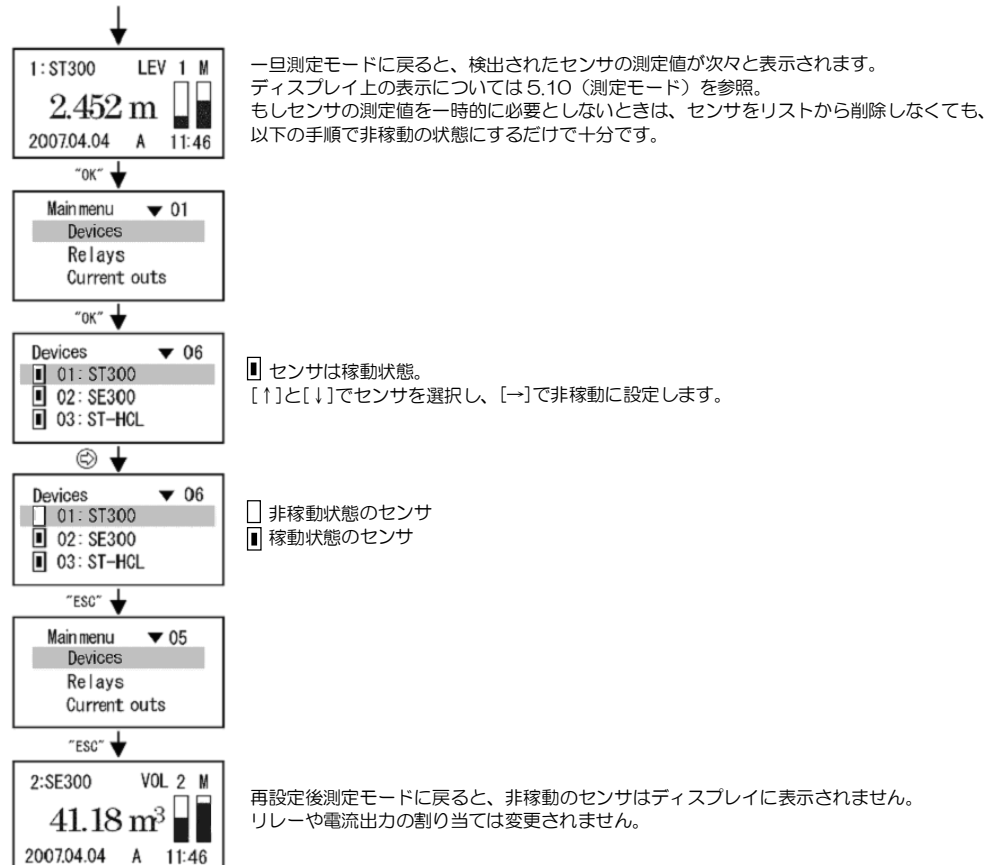 1:ST300 LEV 1 M
2.452 m
2007.04.04 A 11:46
一旦測定モードに戻ると、検出されたセンサの測定値が次々と表示されます。
ディスプレイ上の表示については5.10（測定モード）を参照。
もしセンサの測定値を一時的に必要としないときは、センサをリストから削除しなくても、
以下の手順で非稼動の状態にするだけで十分です。
"OK"
Main menu ▼ 01
Devices
Relays
Current outs
"OK"
Devices ▼ 06
01: ST300
02: SE300
03: ST-HCL
センサは稼動状態。
[↑]と[↓]でセンサを選択し、[→]で非稼動に設定します。
Devices ▼ 06
01: ST300
02: SE300
03: ST-HCL
非稼動状態のセンサ
稼動状態のセンサ
"ESC"
Main menu ▼ 05
Devices
Relays
Current outs
"ESC"
2:SE300 VOL 2 M
41.18 m³
2007.04.04 A 11:46
再設定後測定モードに戻ると、非稼動のセンサはディスプレイに表示されません。
リレーや電流出力の割り当ては変更されません。